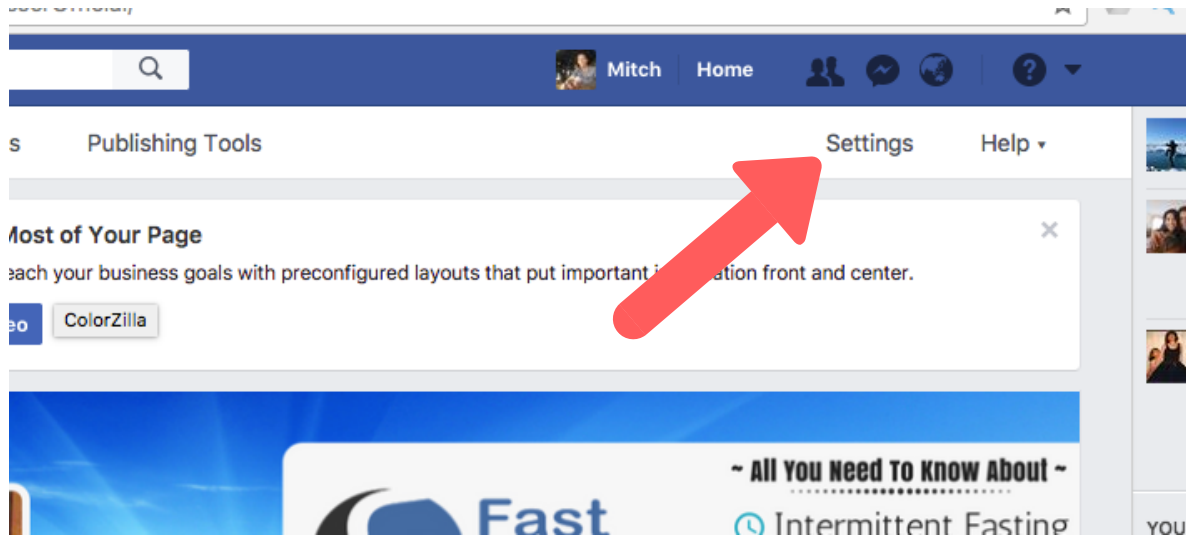 Mitch Home
s Publishing Tools Settings Help
Most of Your Page
each your business goals with preconfigured layouts that put important front and center.
eo ColorZilla
~ All You Need To Know About ~
Fast Intermittent Fasting
YOU